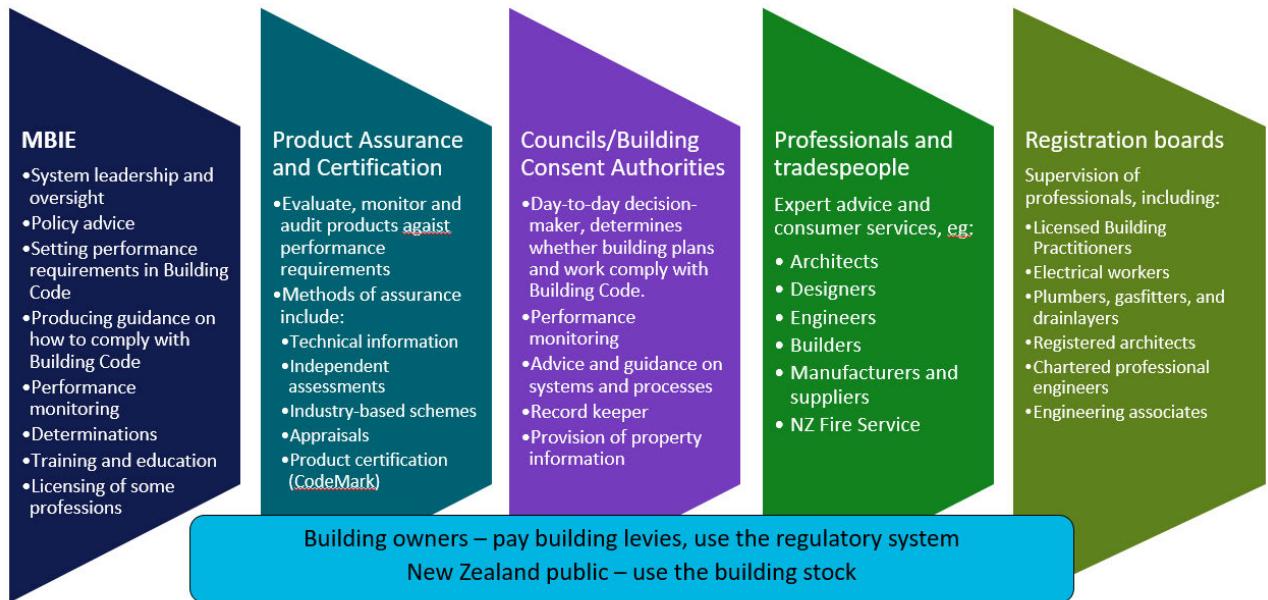 MBIE
•System leadership and
oversight
•Policy advice
•Setting performance
requirements in Building
Code
•Producing guidance on
how to comply with
Building Code
•Performance
monitoring
•Determinations
•Training and education
•Licensing of some
professions
Product Assurance
and Certification
•Evaluate, monitor and
audit products agaist
performance
requirements
•Methods of assurance
include:
•Technical information
•Independent
assessments
•Industry-based schemes
•Appraisals
•Product certification
(CodeMark)
Councils/Building
Consent Authorities
•Day-to-day decision-
maker, determines
whether building plans
and work comply with
Building Code.
•Performance
monitoring
•Advice and guidance on
systems and processes
•Record keeper
•Provision of property
information
Professionals and
tradespeople
Expert advice and
consumer services, eg:
• Architects
• Designers
• Engineers
• Builders
• Manufacturers and
suppliers
• NZ Fire Service
Registration boards
Supervision of
professionals, including:
•Licensed Building
Practitioners
•Electrical workers
•Plumbers, gasfitters, and
drainlayers
•Registered architects
•Chartered professional
engineers
•Engineering associates
Building owners – pay building levies, use the regulatory system
New Zealand public – use the building stock